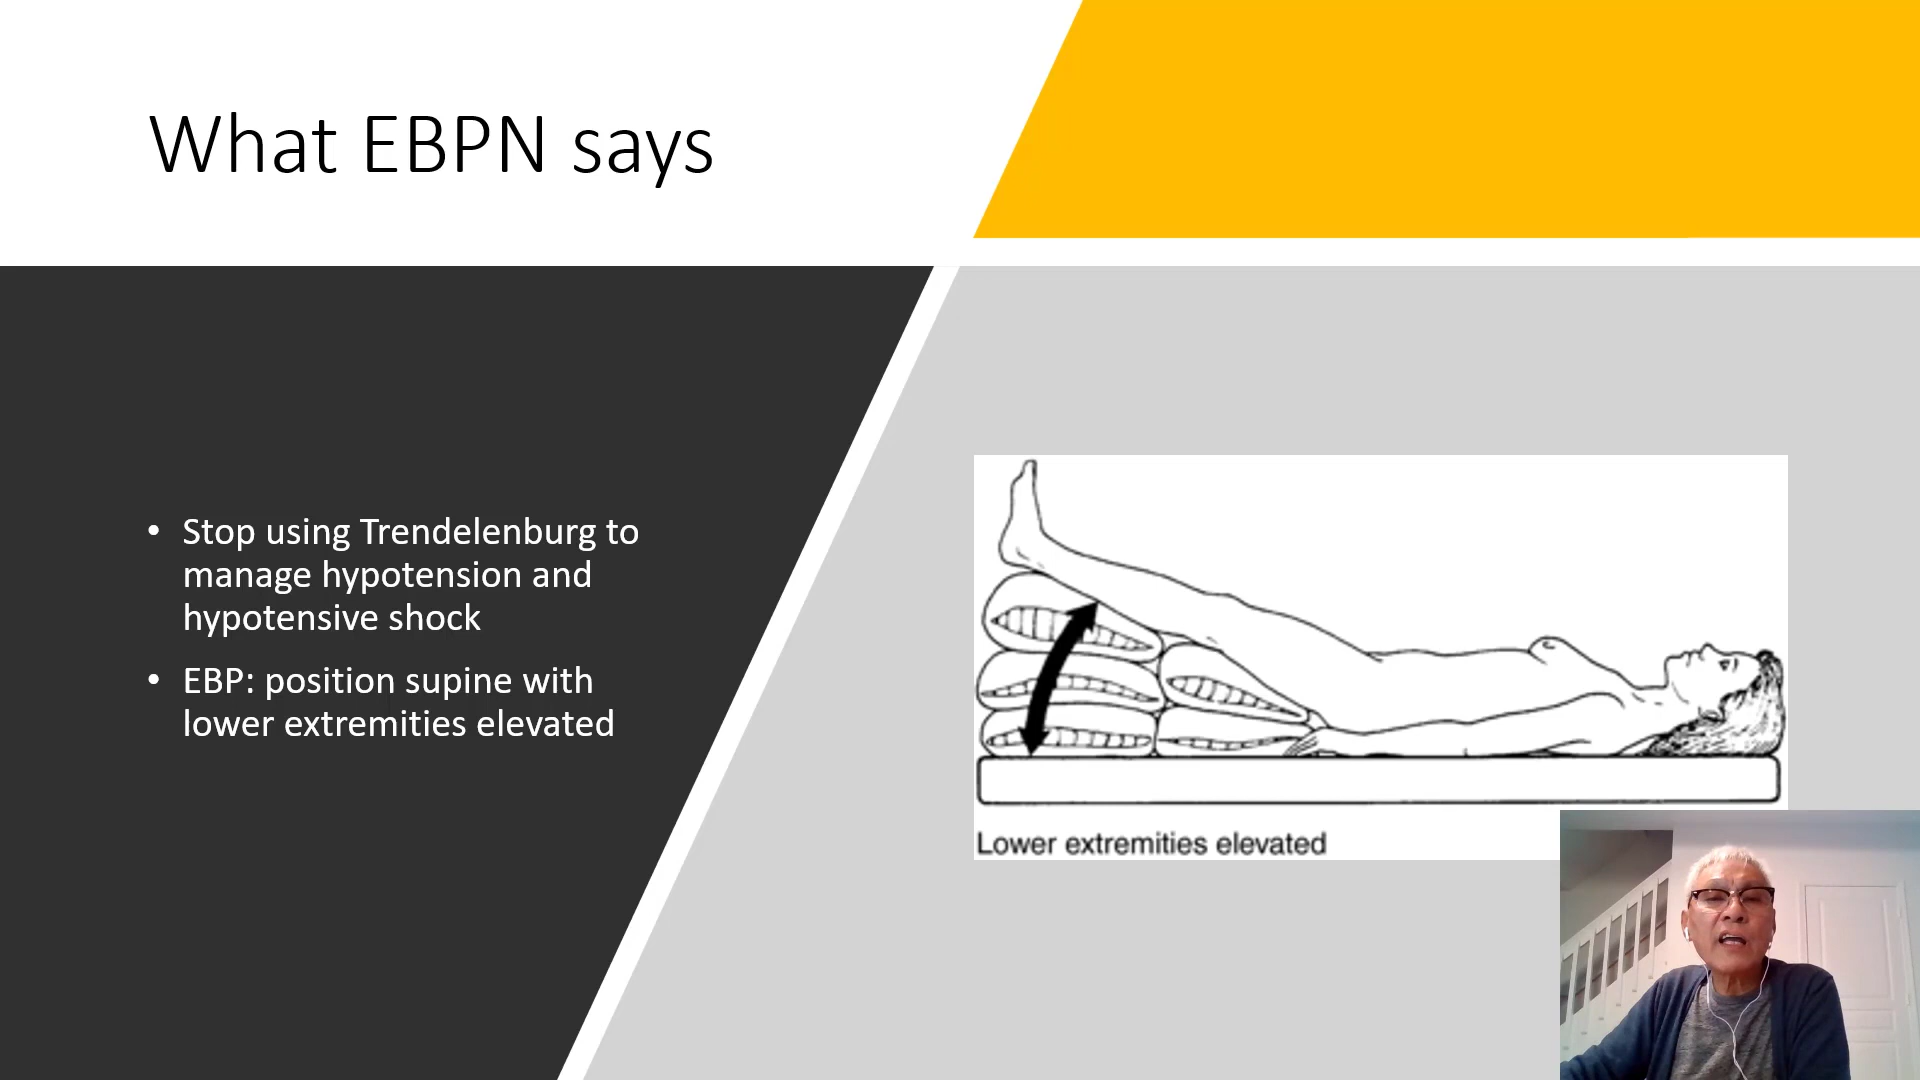 What EBPN says
• Stop using Trendelenburg to
manage hypotension and
hypotensive shock
• EBP: position supine with
lower extremities elevated
Lower extremities elevated